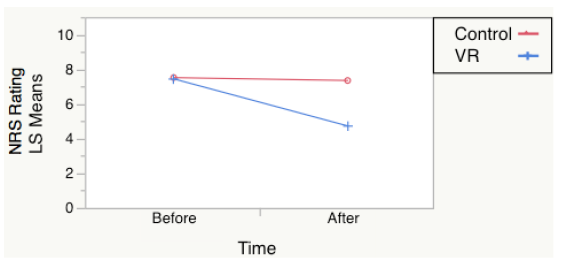 Control
VR
10
8
6
4
2
0
NRS Rating
LS Means
Before After
Time